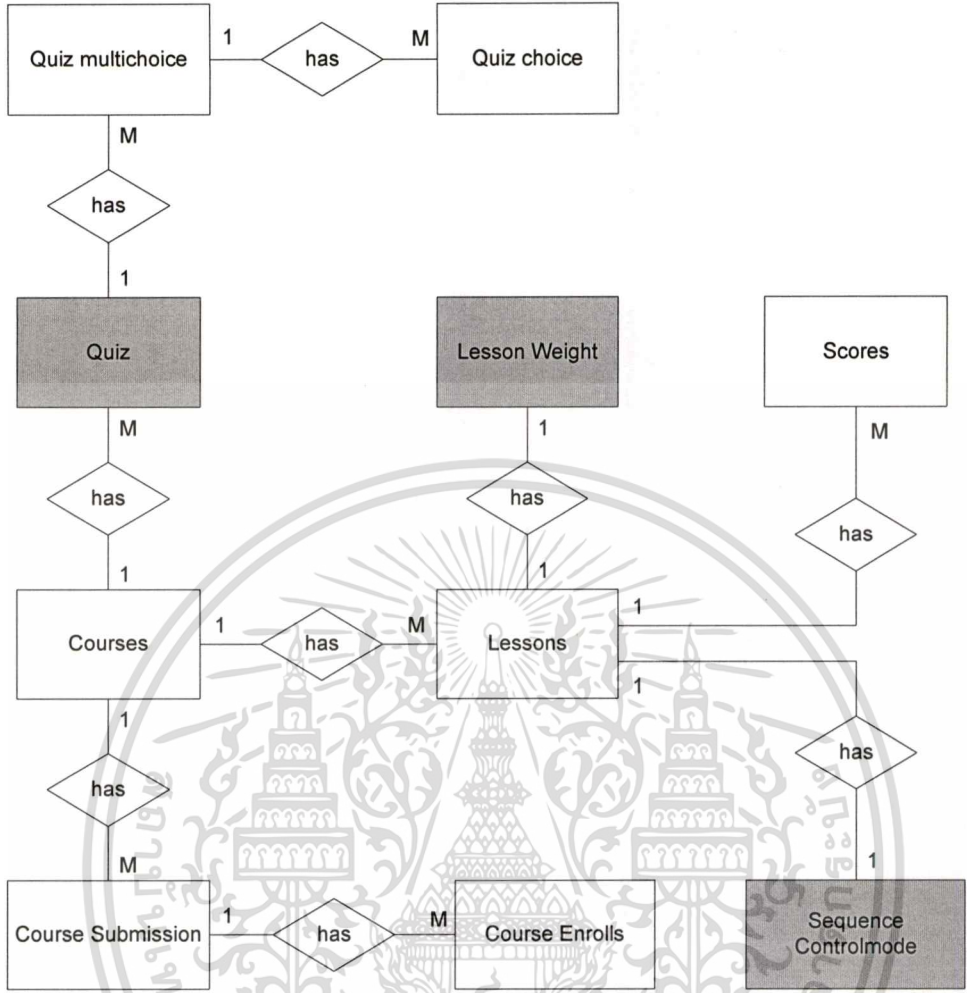 Quiz multichoice 1 has M Quiz choice
M
has
1
Quiz Lesson Weight Scores
M 1 M
has has has
1 1 1
Courses 1 has M Lessons
1 1
has has
M 1
Course Submission 1 has M Course Enrolls Sequence
Controlmode